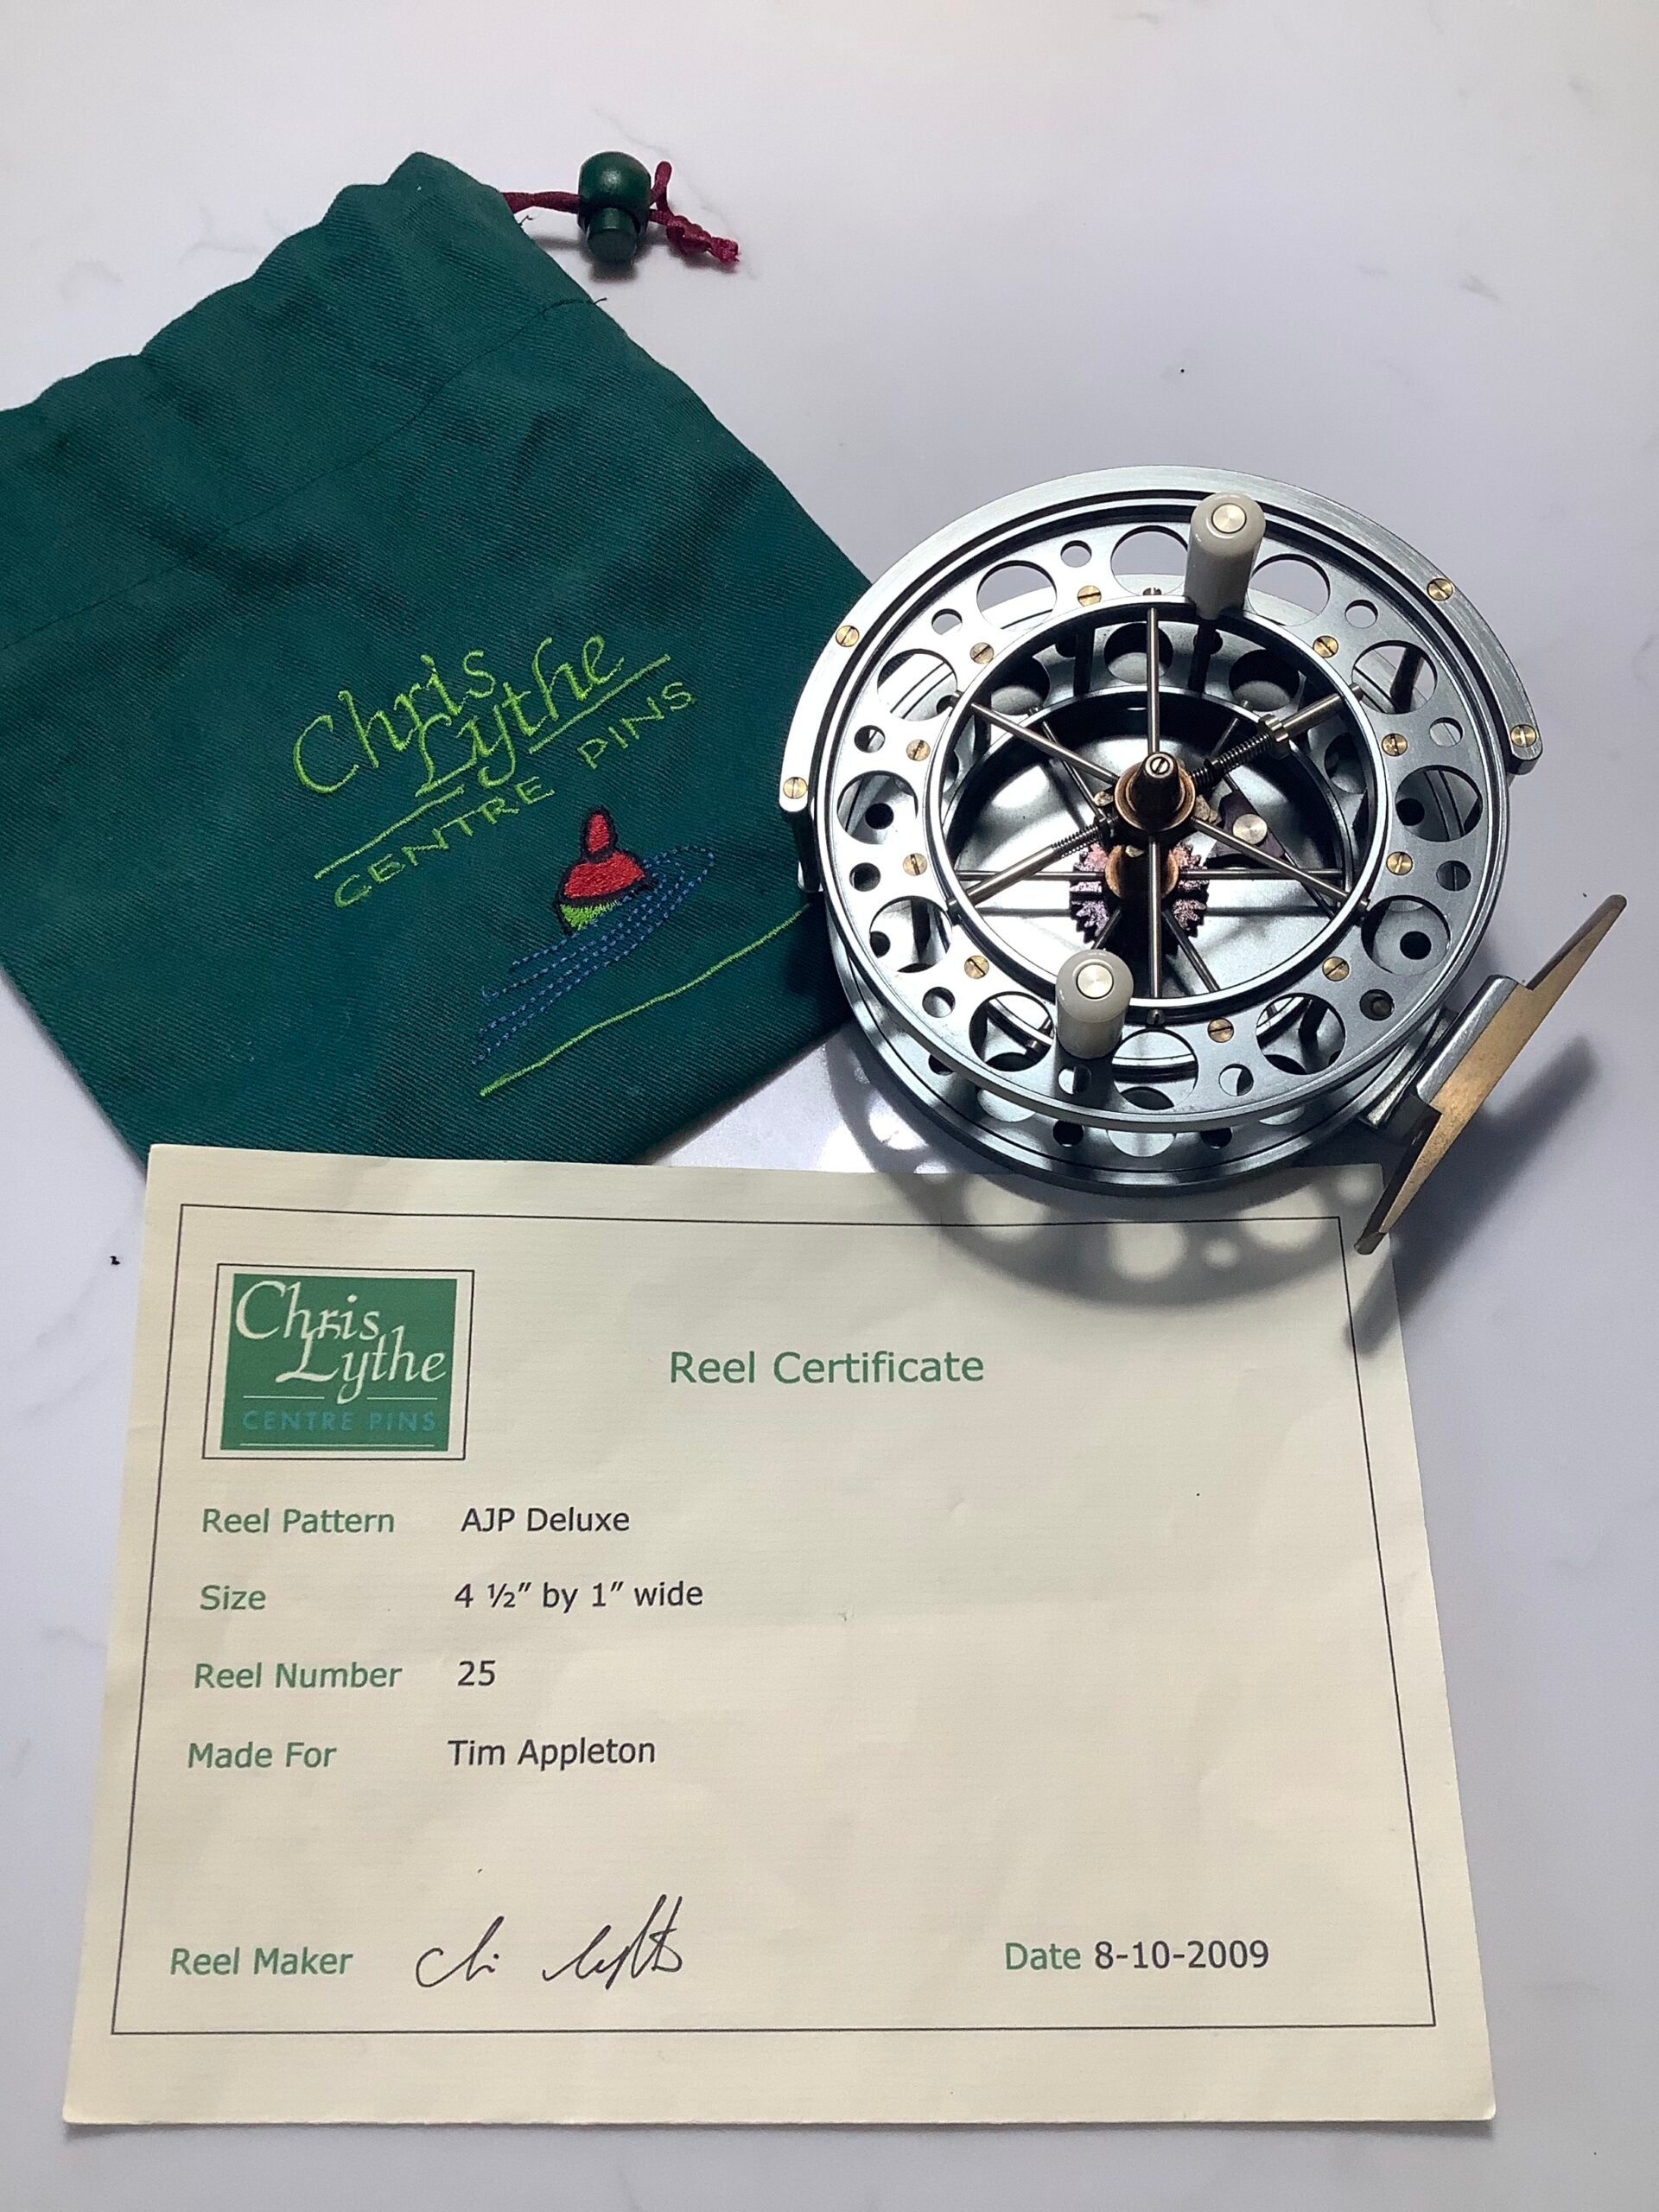 Chris
Lythe
CENTRE PINS
Chris
Lythe
CENTRE PINS
Reel Certificate
Reel Pattern AJP Deluxe
Size 4 ½” by 1” wide
Reel Number 25
Made For Tim Appleton
Reel Maker
Date 8-10-2009